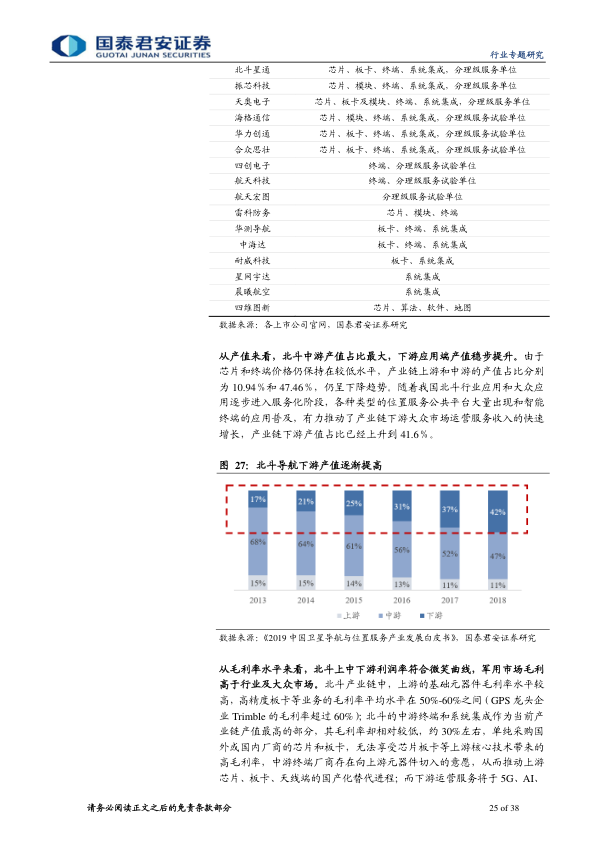 国泰君安证券
GUOTAI JUNAN SECURITIES
行业专题研究
北斗星通 芯片、板卡、终端、系统集成，分理级服务单位
振芯科技 芯片、模块、终端、系统集成，分理级服务单位
天奥电子 芯片、板卡及模块、终端、系统集成，分理级服务单位
海格通信 芯片、模块、终端、系统集成，分理级服务试验单位
华力创通 芯片、板卡、终端、系统集成，分理级服务试验单位
合众思壮 芯片、板卡、终端、系统集成，分理级服务试验单位
四创电子 终端、分理级服务试验单位
航天科技 终端、分理级服务试验单位
航天宏图 分理级服务试验单位
雷科防务 芯片、模块、终端
华测导航 板卡、终端、系统集成
中海达 板卡、终端、系统集成
耐威科技 板卡、系统集成
星网宇达 系统集成
晨曦航空 系统集成
四维图新 芯片、算法、软件、地图
数据来源：各上市公司官网，国泰君安证券研究
从产值来看，北斗中游产值占比最大，下游应用端产值稳步提升。由于
芯片和终端价格仍保持在较低水平，产业链上游和中游的产值占比分别
为 10.94％和 47.46％，仍呈下降趋势。随着我国北斗行业应用和大众应
用逐步进入服务化阶段，各种类型的位置服务公共平台大量出现和智能
终端的应用普及，有力推动了产业链下游大众市场运营服务收入的快速
增长，产业链下游产值占比已经上升到 41.6％。
图 27：北斗导航下游产值逐渐提高
17% 21% 25% 31% 37% 42%
68% 64% 61% 56% 52% 47%
15% 15% 14% 13% 11% 11%
2013 2014 2015 2016 2017 2018
上游 中游 下游
数据来源：《2019 中国卫星导航与位置服务产业发展白皮书》，国泰君安证券研究
从毛利率水平来看，北斗上中下游利润率符合微笑曲线，军用市场毛利
高于行业及大众市场。北斗产业链中，上游的基础元器件毛利率水平较
高，高精度板卡等业务的毛利率平均水平在 50%-60%之间（GPS 龙头企
业 Trimble 的毛利率超过 60%）；北斗的中游终端和系统集成作为当前产
业链产值最高的部分，其毛利率却相对较低，约 30%左右，单纯采购国
外或国内厂商的芯片和板卡，无法享受芯片板卡等上游核心技术带来的
高毛利率，中游终端厂商存在向上游元器件切入的意愿，从而推动上游
芯片、板卡、天线端的国产化替代进程；而下游运营服务将于 5G、AI、
请务必阅读正文之后的免责条款部分
25 of 38